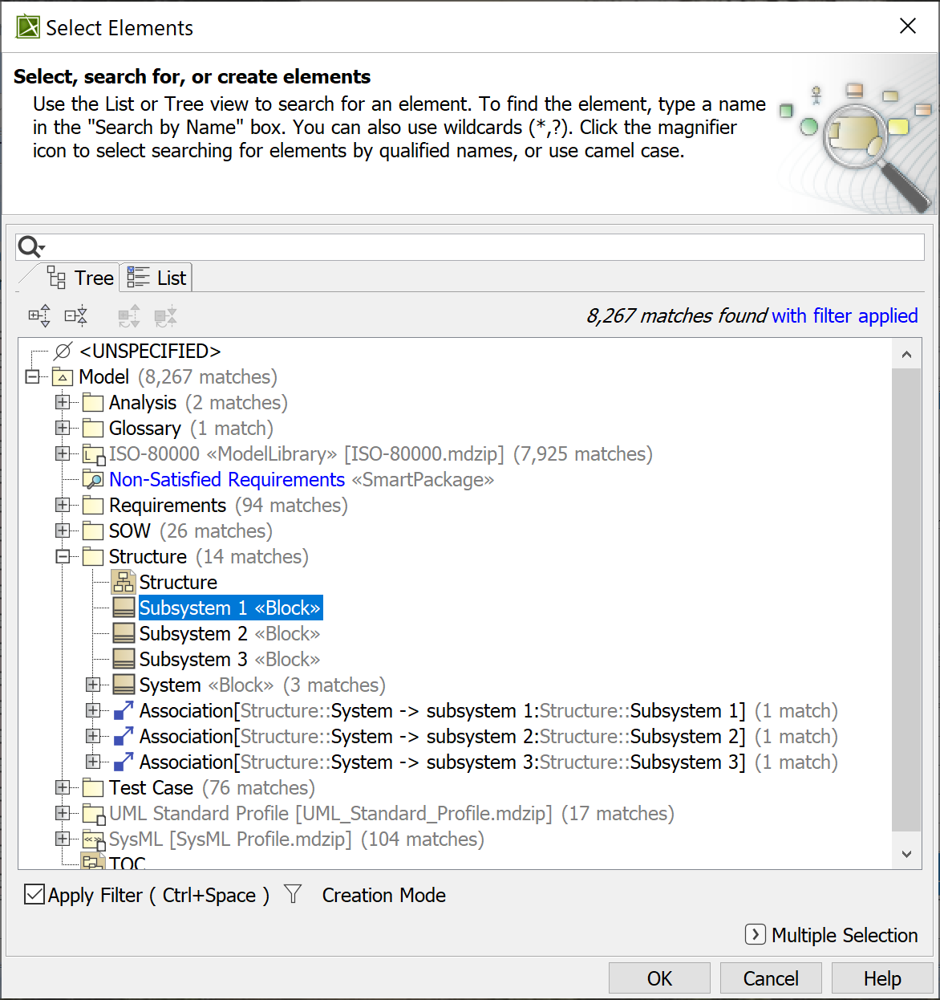 Select Elements
Select, search for, or create elements
Use the List or Tree view to search for an element. To find the element, type a name
in the "Search by Name" box. You can also use wildcards (*,?). Click the magnifier
icon to select searching for elements by qualified names, or use camel case.
Tree List
8,267 matches found with filter applied
<UNSPECIFIED>
Model (8,267 matches)
Analysis (2 matches)
Glossary (1 match)
ISO-80000 «ModelLibrary» [ISO-80000.mdzip] (7,925 matches)
Non-Satisfied Requirements «SmartPackage»
Requirements (94 matches)
SOW (26 matches)
Structure (14 matches)
Structure
Subsystem 1 «Block»
Subsystem 2 «Block»
Subsystem 3 «Block»
System «Block» (3 matches)
Association[Structure::System -> subsystem 1:Structure::Subsystem 1] (1 match)
Association[Structure::System -> subsystem 2:Structure::Subsystem 2] (1 match)
Association[Structure::System -> subsystem 3:Structure::Subsystem 3] (1 match)
Test Case (76 matches)
UML Standard Profile [UML_Standard_Profile.mdzip] (17 matches)
SysML [SysML Profile.mdzip] (104 matches)
TOC
Apply Filter ( Ctrl+Space ) Creation Mode
Multiple Selection
OK Cancel Help